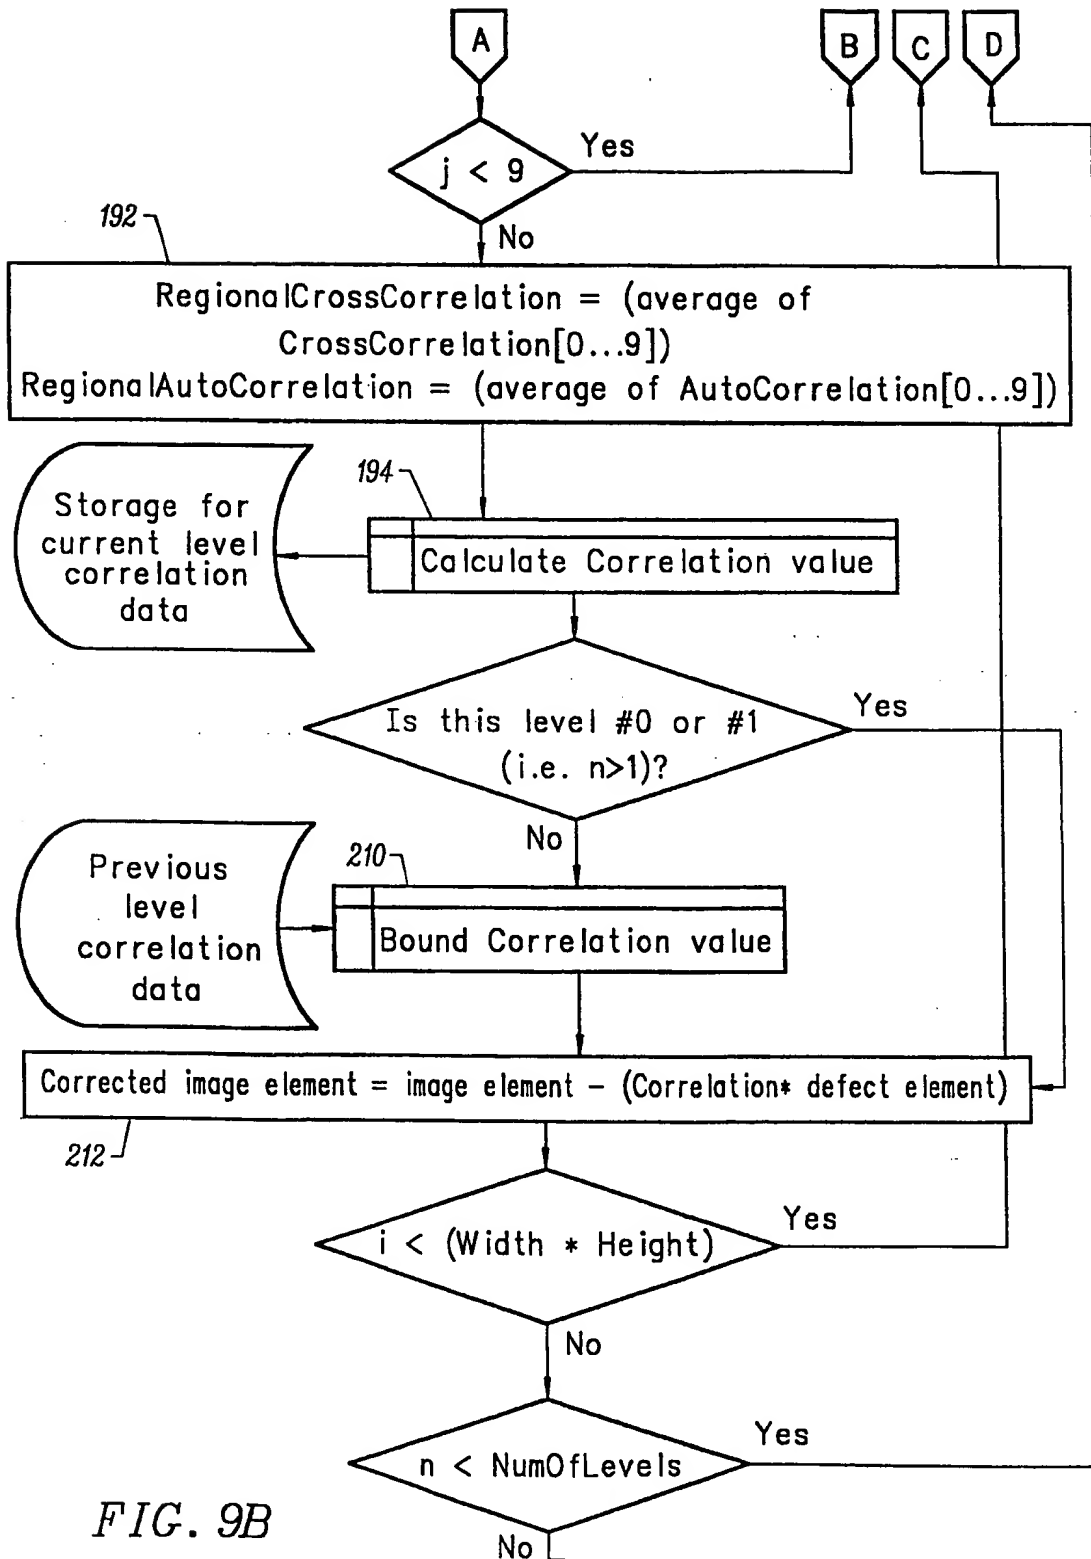 A
B
C
D
j < 9
Yes
No
192
RegionalCrossCorrelation = (average of
CrossCorrelation[0...9])
RegionalAutoCorrelation = (average of AutoCorrelation[0...9])
Storage for
current level
correlation
data
194
Calculate Correlation value
Is this level #0 or #1
(i.e. n>1)?
Yes
No
Previous
level
correlation
data
210
Bound Correlation value
Corrected image element = image element - (Correlation* defect element)
212
i < (Width * Height)
Yes
No
n < NumOfLevels
Yes
No
FIG. 9B